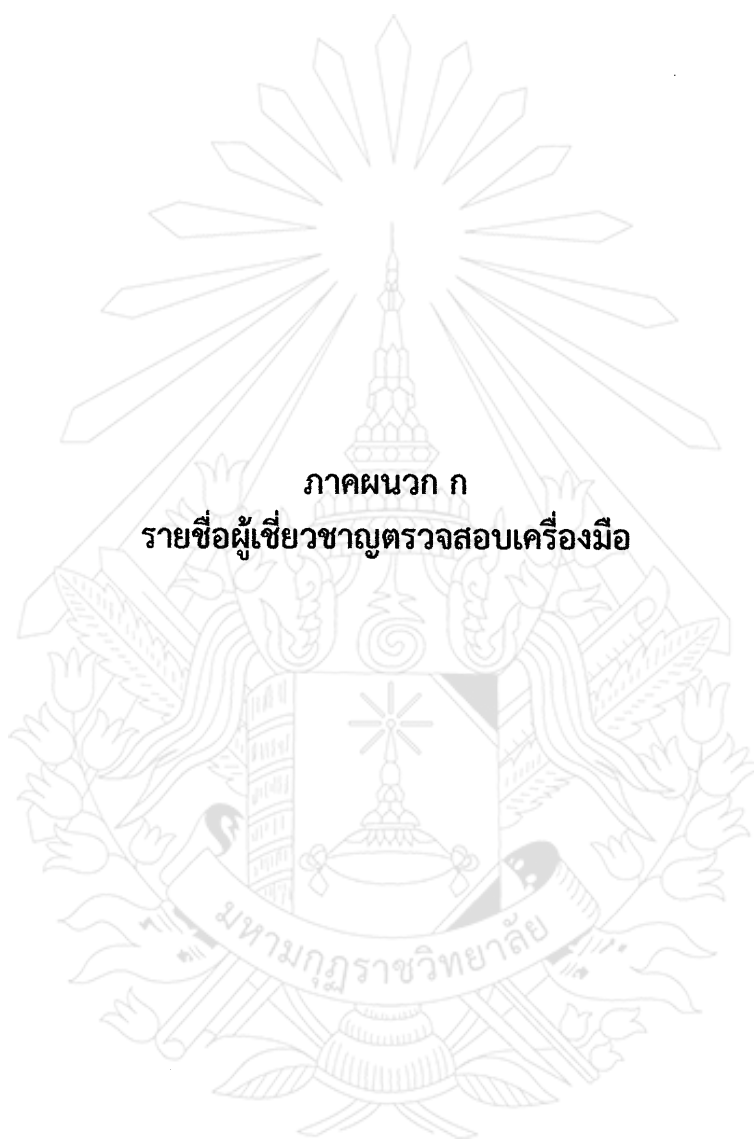 ภาคผนวก ก
รายชื่อผู้เชี่ยวชาญตรวจสอบเครื่องมือ
มหามกุฏราชวิทยาลัย